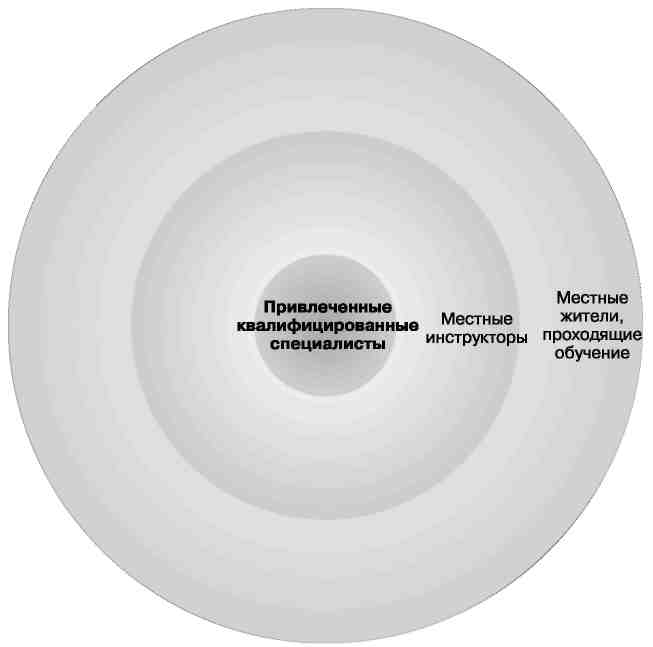 Привлеченные
квалифицированные
специалисты
Местные
инструкторы
Местные
жители,
проходящие
обучение